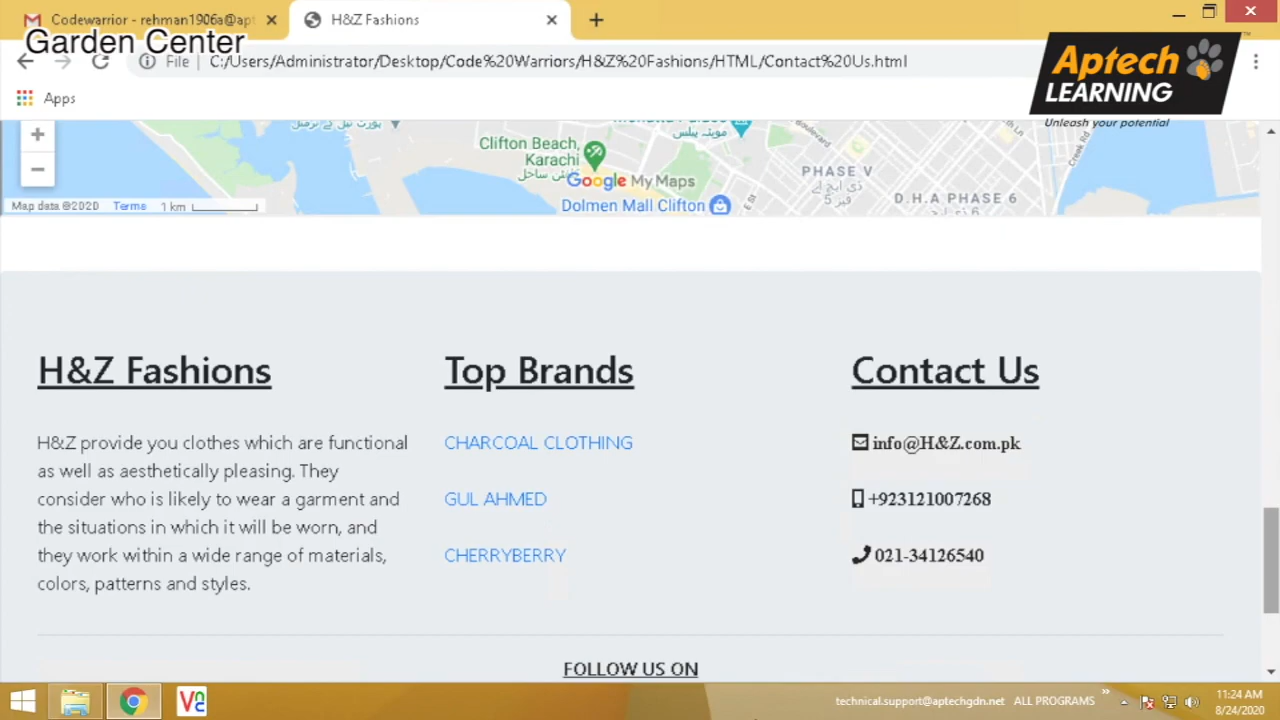 Codewarrior - rehman1906a@apt
H&Z Fashions
Garden Center
File
C:/Users/Administrator/Desktop/Code%20Warriors/H&Z%20Fashions/HTML/Contact%20Us.html
Aptech
LEARNING
Unleash your potential
Apps
Clifton Beach,
Karachi
Google My Maps
Dolmen Mall Clifton
PHASE V
D.H.A PHASE 6
Creek Rd
E St
Map data ©2020
Terms
1 km
H&Z Fashions
H&Z provide you clothes which are functional
as well as aesthetically pleasing. They
consider who is likely to wear a garment and
the situations in which it will be worn, and
they work within a wide range of materials,
colors, patterns and styles.
Top Brands
CHARCOAL CLOTHING
GUL AHMED
CHERRYBERRY
Contact Us
info@H&Z.com.pk
+923121007268
021-34126540
FOLLOW US ON
technical.support@aptechgdn.net
ALL PROGRAMS
11:24 AM
8/24/2020